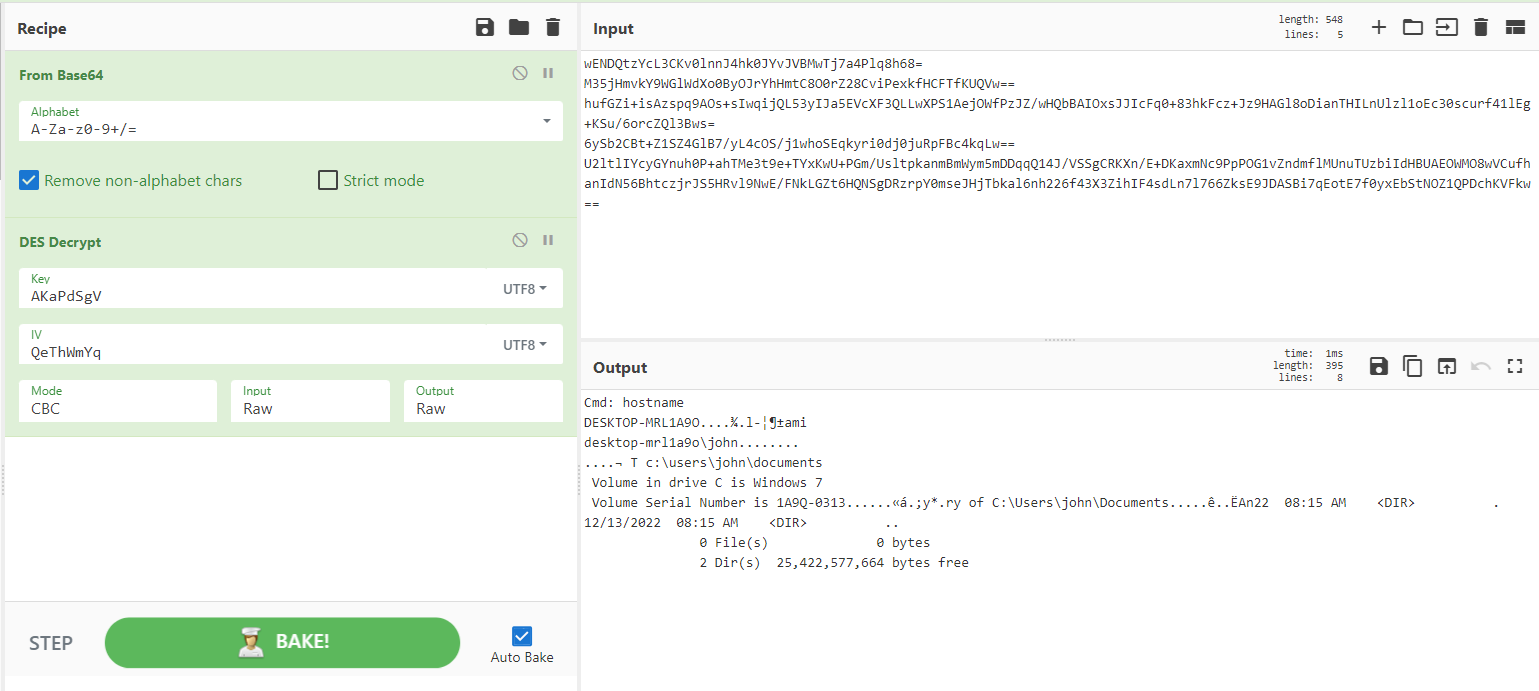 Recipe
From Base64
Alphabet
A-Za-z0-9+/=
Remove non-alphabet chars
Strict mode
DES Decrypt
Key
AKaPdSgV
UTF8
IV
QeThWmYq
UTF8
Mode
CBC
Input
Raw
Output
Raw
STEP
BAKE!
Auto Bake
Input
length: 548
lines: 5
wENDQtzYcL3CKv0lnnJ4hk0JYvJVBMwTj7a4Plq8h68=
M35jHmvkY9WGlWdXo0ByOJrYhHmtC8O0rZ28CviPexkfHCFTfKUQVw==
hufGZi+isAzspq9AOs+sIwqijQL53yIJa5EVcXF3QLLwXPS1AejOWfPzJZ/wHQbBAIOxsJJIcFq0+83hkFcz+Jz9HAGl8oDianTHILnUlzl1oEc30scurf41lEg
+KSu/6orcZQl3Bws=
6ySb2CBt+Z1SZ4GlB7/yL4cOS/j1whoSEqkyri0dj0juRpFBc4kqLw==
U2ltlIYcyGYnuh0P+ahTMe3t9e+TYxKwU+PGm/UsltpkanmBmWym5mDDqqQ14J/VSSgCRKXn/E+DKaxmNc9PpPOG1vZndmflMUnuTUzbiIdHBUAEOWMO8wVCufh
anIdN56BhtczjrJS5HRvl9NwE/FNkLGZt6HQNSgDRzrpY0mseJHjTbkal6nh226f43X3ZihIF4sdLn7l766ZksE9JDASBi7qEotE7f0yxEbStNOZ1QPDchKVFkw
==
Output
time: 1ms
length: 395
lines: 8
Cmd: hostname
DESKTOP-MRL1A9O....¾.l-¦¶±ami
desktop-mrl1a9o\john........
....¬ T c:\users\john\documents
Volume in drive C is Windows 7
Volume Serial Number is 1A9Q-0313......«á.;y*.ry of C:\Users\john\Documents.....ê..ËAn22 08:15 AM <DIR> .
12/13/2022 08:15 AM <DIR> ..
0 File(s) 0 bytes
2 Dir(s) 25,422,577,664 bytes free